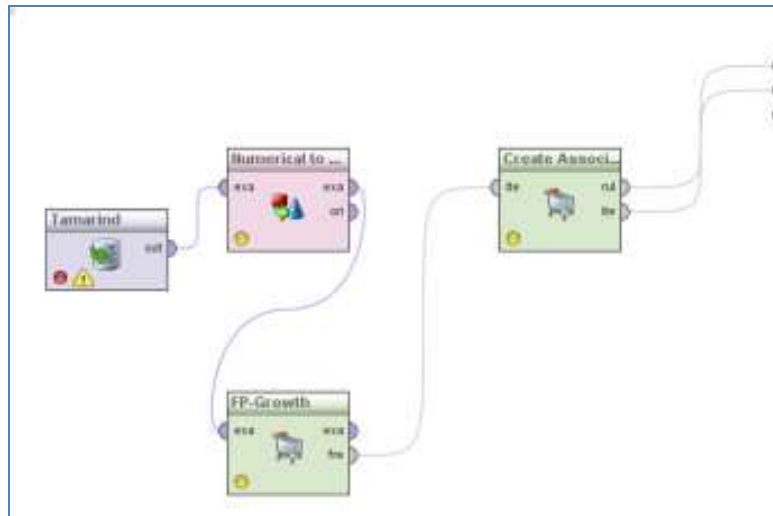 Numerical to ...
exa
exa
ori
Tamarind
out
Create Associ...
ite
rul
ite
FP-Growth
exa
exa
fre